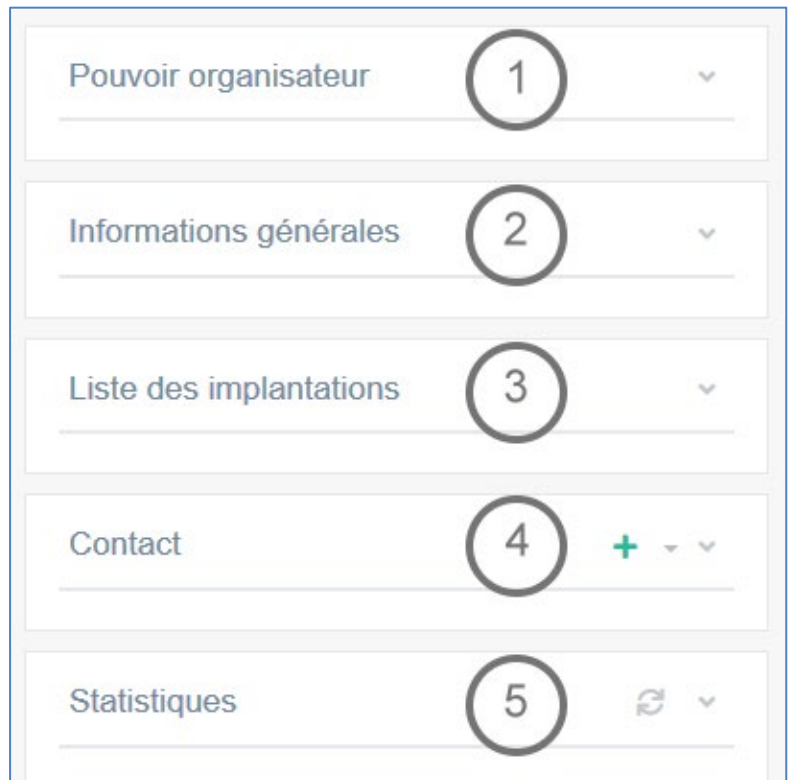 Pouvoir organisateur 1
Informations générales 2
Liste des implantations 3
Contact 4
Statistiques 5